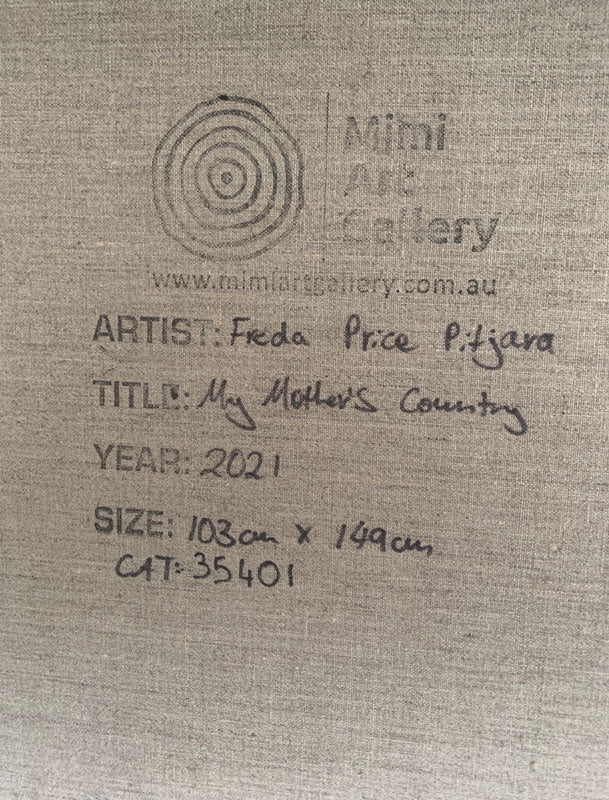 Mimi
Art
Gallery
www.mimiartgallery.com.au
ARTIST: Freda Price Pitjara
TITLE: My Mother's Country
YEAR: 2021
SIZE: 103cm x 149cm
CAT: 35401